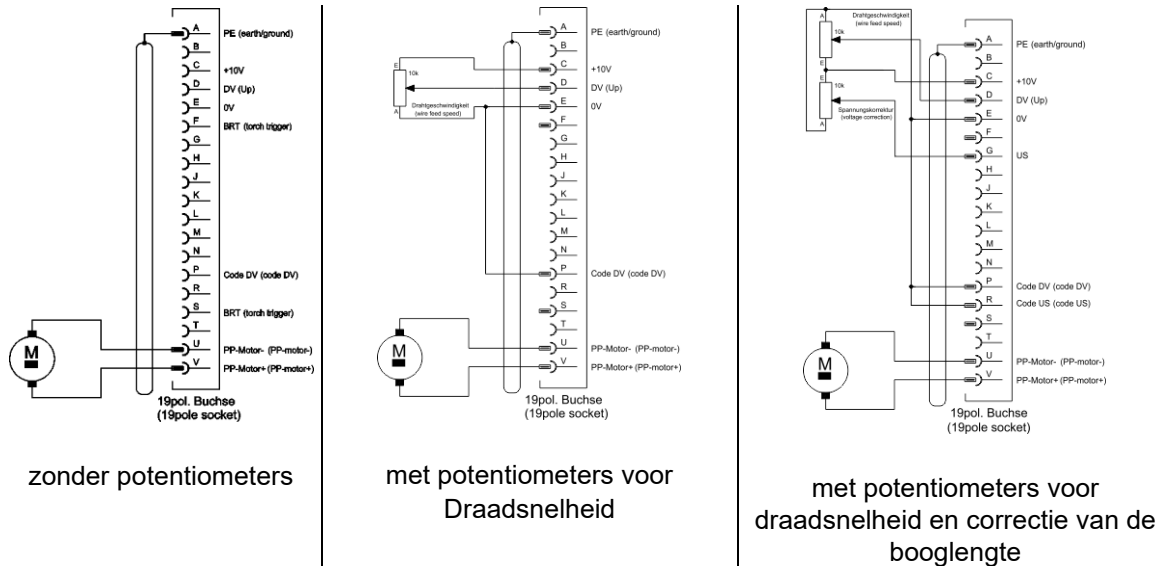 A PE (earth/ground)
B
C +10V
D DV (Up)
E 0V
F BRT (torch trigger)
G
H
J
K
L
M
N
P Code DV (code DV)
R
S BRT (torch trigger)
T
U PP-Motor- (PP-motor-)
V PP-Motor+ (PP-motor+)
M
19pol. Buchse
(19pole socket)
zonder potentiometers
A PE (earth/ground)
B
E
C +10V
10k
D DV (Up)
Drahtgeschwindigkeit
(wire feed speed)
A
E 0V
F
G
H
J
K
L
M
N
P Code DV (code DV)
R
S
T
U PP-Motor- (PP-motor-)
V PP-Motor+ (PP-motor+)
M
19pol. Buchse
(19pole socket)
met potentiometers voor
Draadsnelheid
A
Drahtgeschwindigkeit
(wire feed speed)
10k
E
E
10k
Spannungskorrektur
(voltage correction)
A
A PE (earth/ground)
B
C +10V
D DV (Up)
E 0V
F
G US
H
J
K
L
M
N
P Code DV (code DV)
R Code US (code US)
S
T
U PP-Motor- (PP-motor-)
V PP-Motor+ (PP-motor+)
M
19pol. Buchse
(19pole socket)
met potentiometers voor
draadsnelheid en correctie van de
booglengte